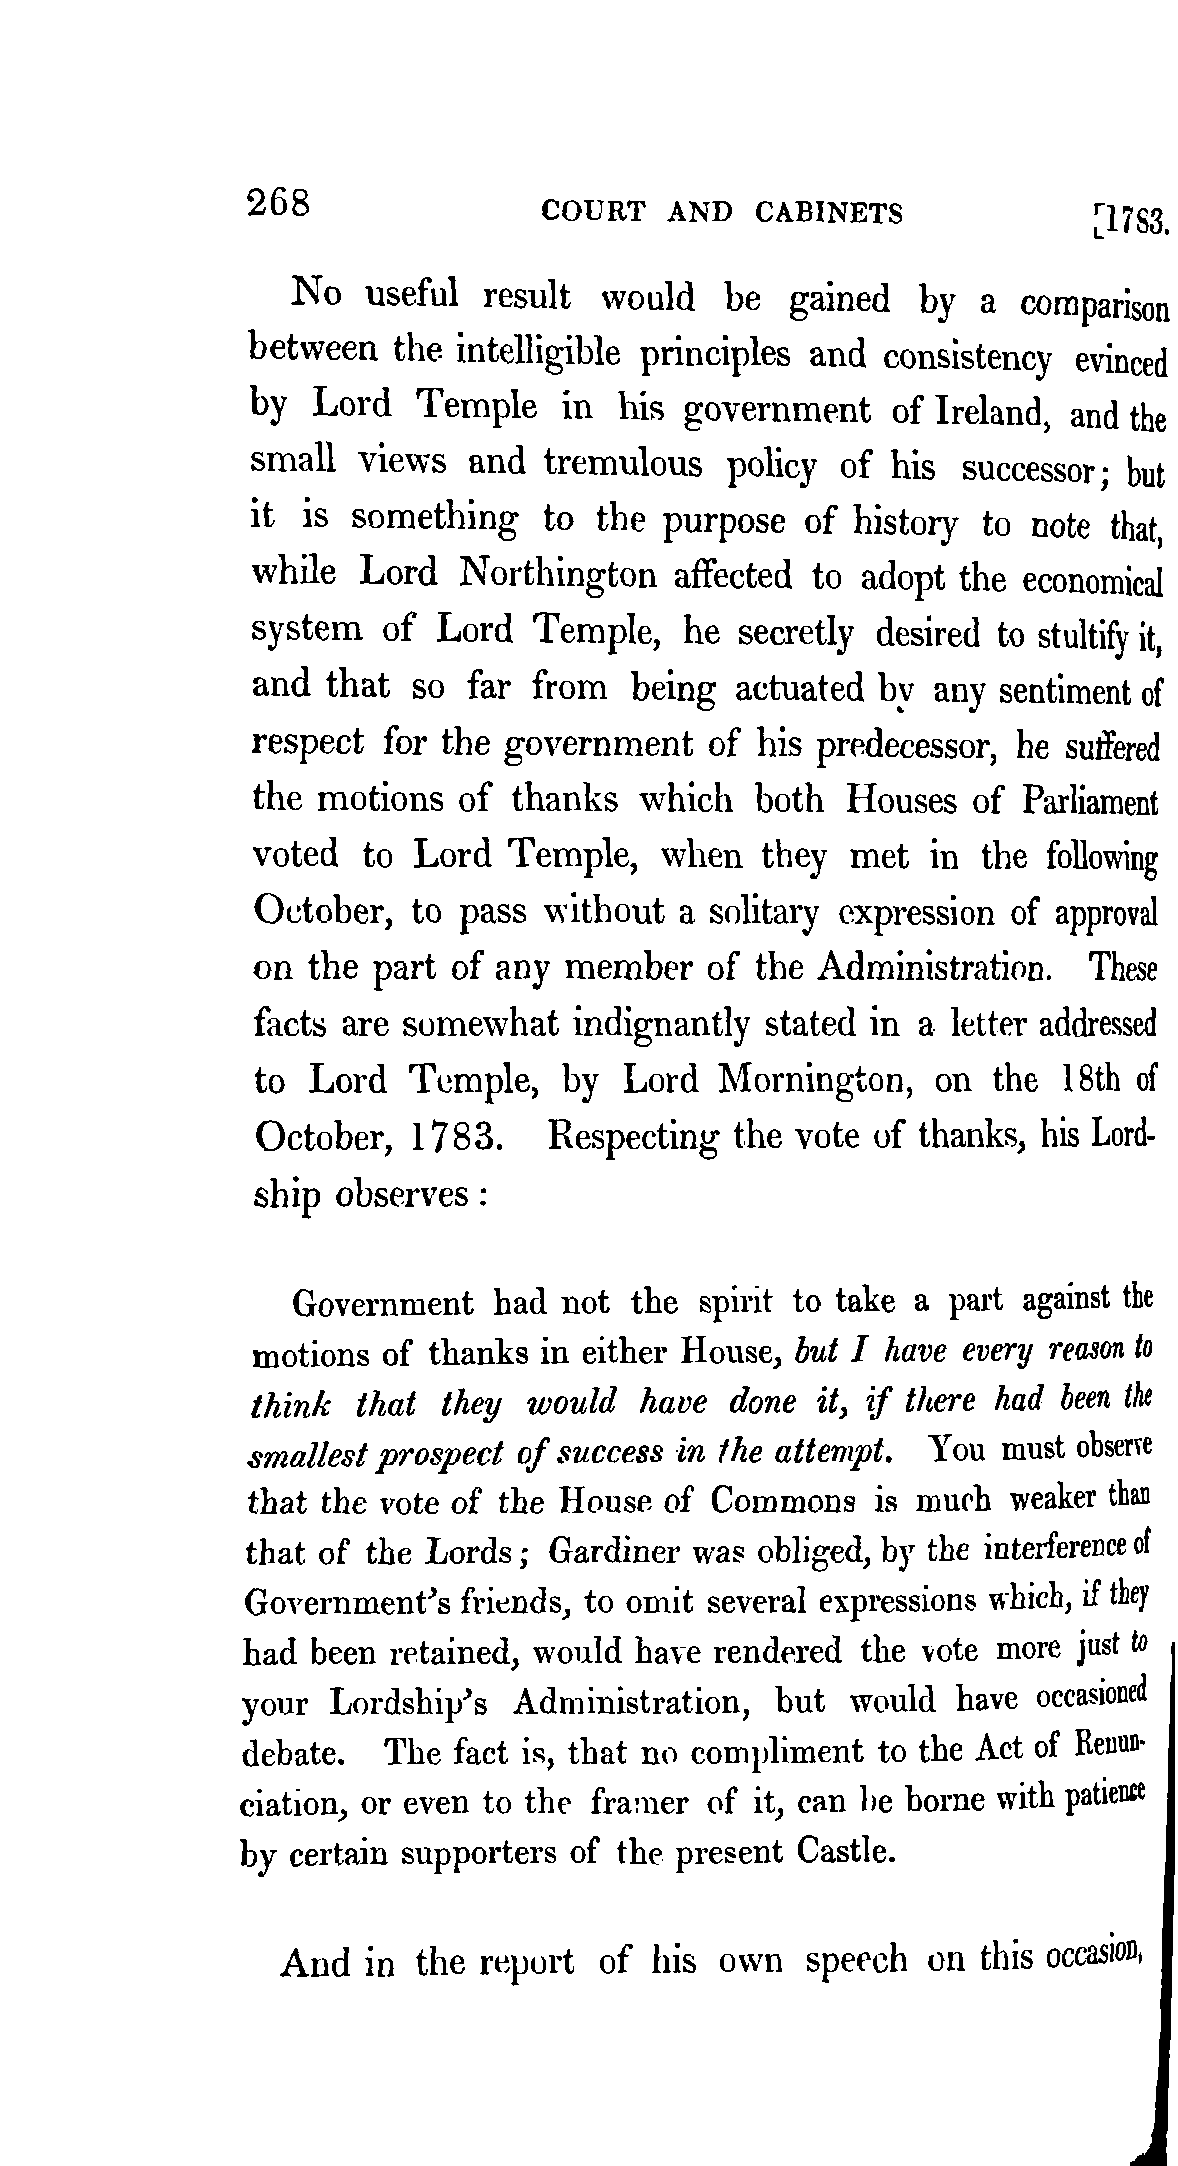 268 COURT AND CABINETS [1783.
No useful result would be gained by a comparison
between the intelligible principles and consistency evinced
by Lord Temple in his government of Ireland, and the
small views and tremulous policy of his successor; but
it is something to the purpose of history to note that,
while Lord Northington affected to adopt the economical
system of Lord Temple, he secretly desired to stultify it,
and that so far from being actuated by any sentiment of
respect for the government of his predecessor, he suffered
the motions of thanks which both Houses of Parliament
voted to Lord Temple, when they met in the following
October, to pass without a solitary expression of approval
on the part of any member of the Administration. These
facts are somewhat indignantly stated in a letter addressed
to Lord Temple, by Lord Mornington, on the 18th of
October, 1783. Respecting the vote of thanks, his Lord-
ship observes :
Government had not the spirit to take a part against the
motions of thanks in either House, but I have every reason to
think that they would have done it, if there had been the
smallest prospect of success in the attempt. You must observe
that the vote of the House of Commons is much weaker than
that of the Lords; Gardiner was obliged, by the interference of
Government's friends, to omit several expressions which, if they
had been retained, would have rendered the vote more just to
your Lordship's Administration, but would have occasioned
debate. The fact is, that no compliment to the Act of Renun-
ciation, or even to the framer of it, can be borne with patience
by certain supporters of the present Castle.
And in the report of his own speech on this occasion,